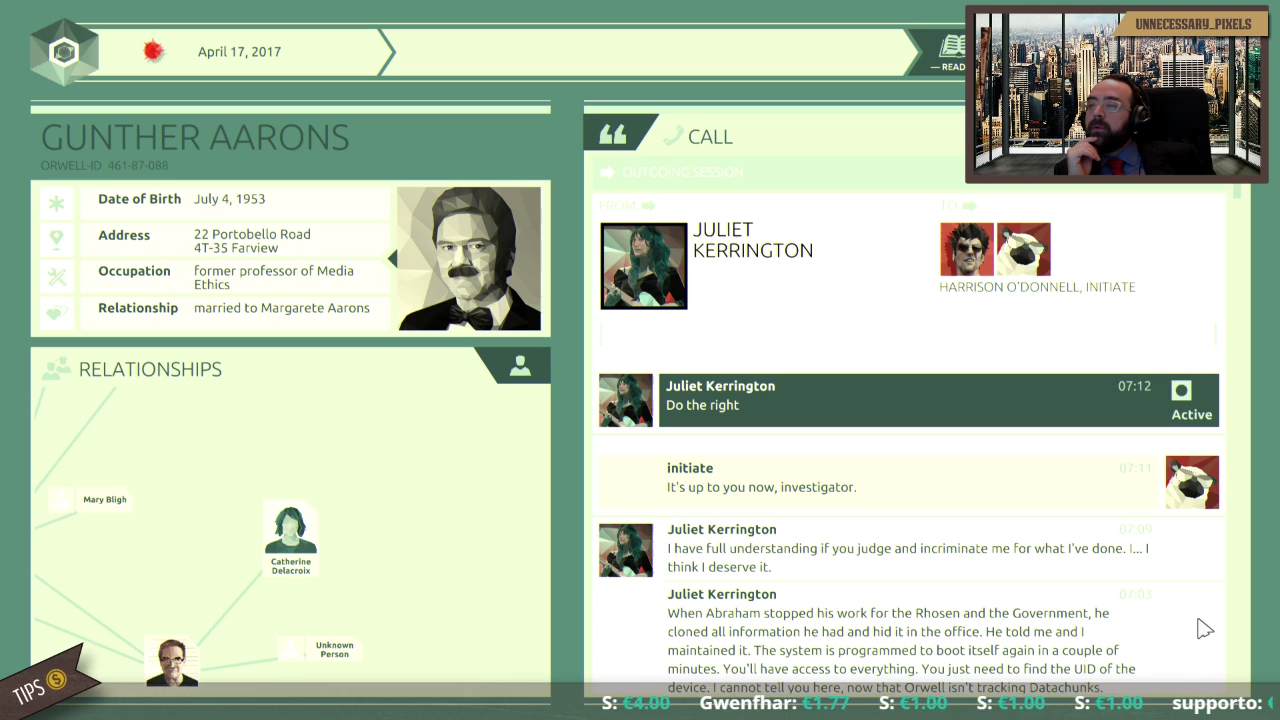 April 17, 2017
— READ
UNNECESSARY_PIXELS
GUNTHER AARONS
ORWELL-ID 461-87-088
Date of Birth July 4, 1953
Address 22 Portobello Road
4T-35 Farview
Occupation former professor of Media
Ethics
Relationship married to Margarete Aarons
RELATIONSHIPS
Mary Bligh
Catherine
Delacroix
Unknown
Person
CALL
OUTGOING SESSION
FROM
JULIET
KERRINGTON
TO
HARRISON O'DONNELL, INITIATE
Juliet Kerrington 07:12
Do the right
Active
initiate 07:11
It's up to you now, investigator.
Juliet Kerrington 07:09
I have full understanding if you judge and incriminate me for what I've done. I... I
think I deserve it.
Juliet Kerrington 07:03
When Abraham stopped his work for the Rhosen and the Government, he
cloned all information he had and hid it in the office. He told me and I
maintained it. The system is programmed to boot itself again in a couple of
minutes. You'll have access to everything. You just need to find the UID of the
device. I cannot tell you here, now that Orwell isn't tracking Datachunks.
TIPS
S: €4.00 Gwenfhar: €1.77 S: €1.00 S: €1.00 S: €1.00 supporto: